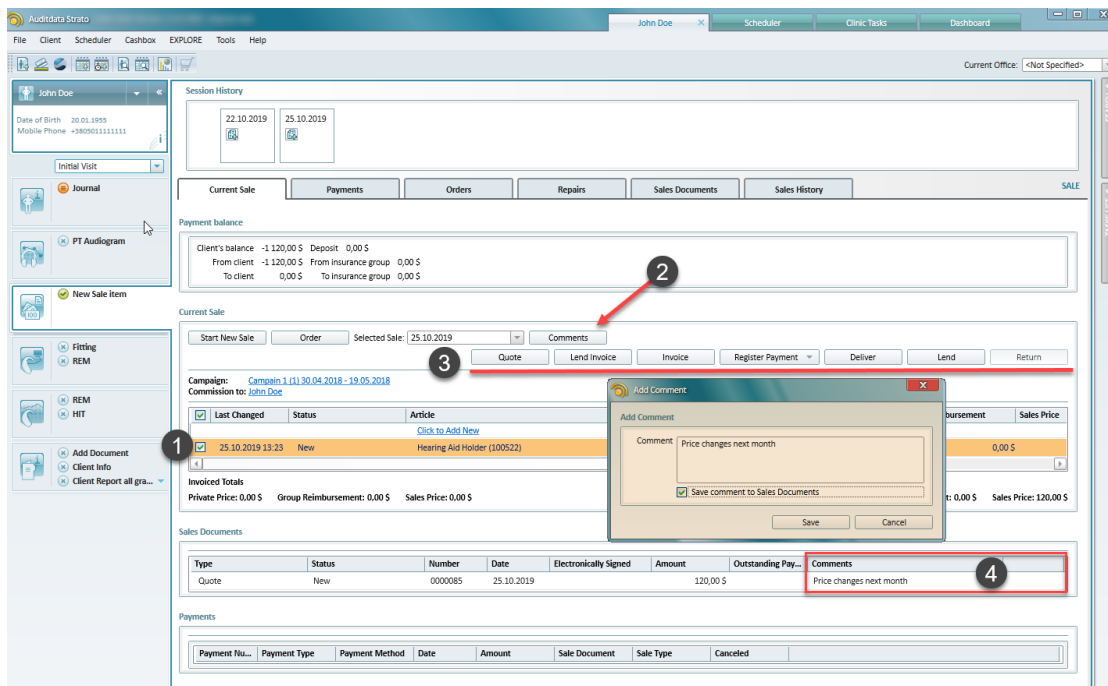 Auditdata Strato
John Doe
Scheduler
Clinic Tasks
Dashboard
File Client Scheduler Cashbox EXPLORE Tools Help
Current Office: <Not Specified>
John Doe
Date of Birth 20.01.1955
Mobile Phone +3805011111111
Initial Visit
Journal
PT Audiogram
New Sale item
Fitting
REM
REM
HIT
Add Document
Client Info
Client Report all gra...
Session History
22.10.2019 25.10.2019
Current Sale Payments Orders Repairs Sales Documents Sales History SALE
Payment balance
Client's balance -1 120,00 $ Deposit 0,00 $
From client -1 120,00 $ From insurance group 0,00 $
To client 0,00 $ To insurance group 0,00 $
2
Current Sale
Start New Sale Order Selected Sale: 25.10.2019 Comments
3
Quote Lend Invoice Invoice Register Payment Deliver Lend Return
Campaign: Campain 1 (1) 30.04.2018 - 19.05.2018
Commission to: John Doe
Last Changed Status Article bursement Sales Price
Click to Add New
1
25.10.2019 13:23 New Hearing Aid Holder (100522) 0,00 $
Invoiced Totals
Private Price: 0,00 $ Group Reimbursement: 0,00 $ Sales Price: 0,00 $ t: 0,00 $ Sales Price: 120,00 $
Add Comment
Add Comment
Comment Price changes next month
Save comment to Sales Documents
Save Cancel
Sales Documents
Type Status Number Date Electronically Signed Amount Outstanding Pay... Comments
Quote New 0000085 25.10.2019 120,00 $ Price changes next month
4
Payments
Payment Nu... Payment Type Payment Method Date Amount Sale Document Sale Type Canceled